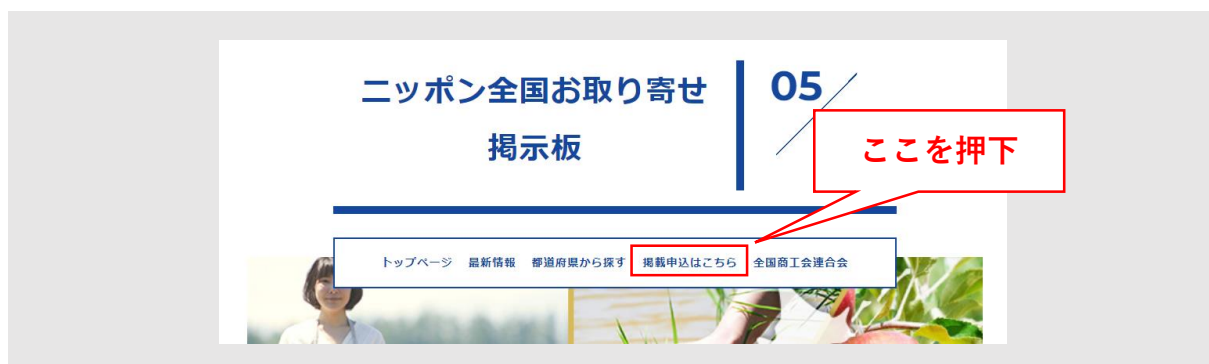 ニッポン全国お取り寄せ
掲示板
05
ここを押下
トップページ 最新情報 都道府県から探す 掲載申込はこちら 全国商工会連合会